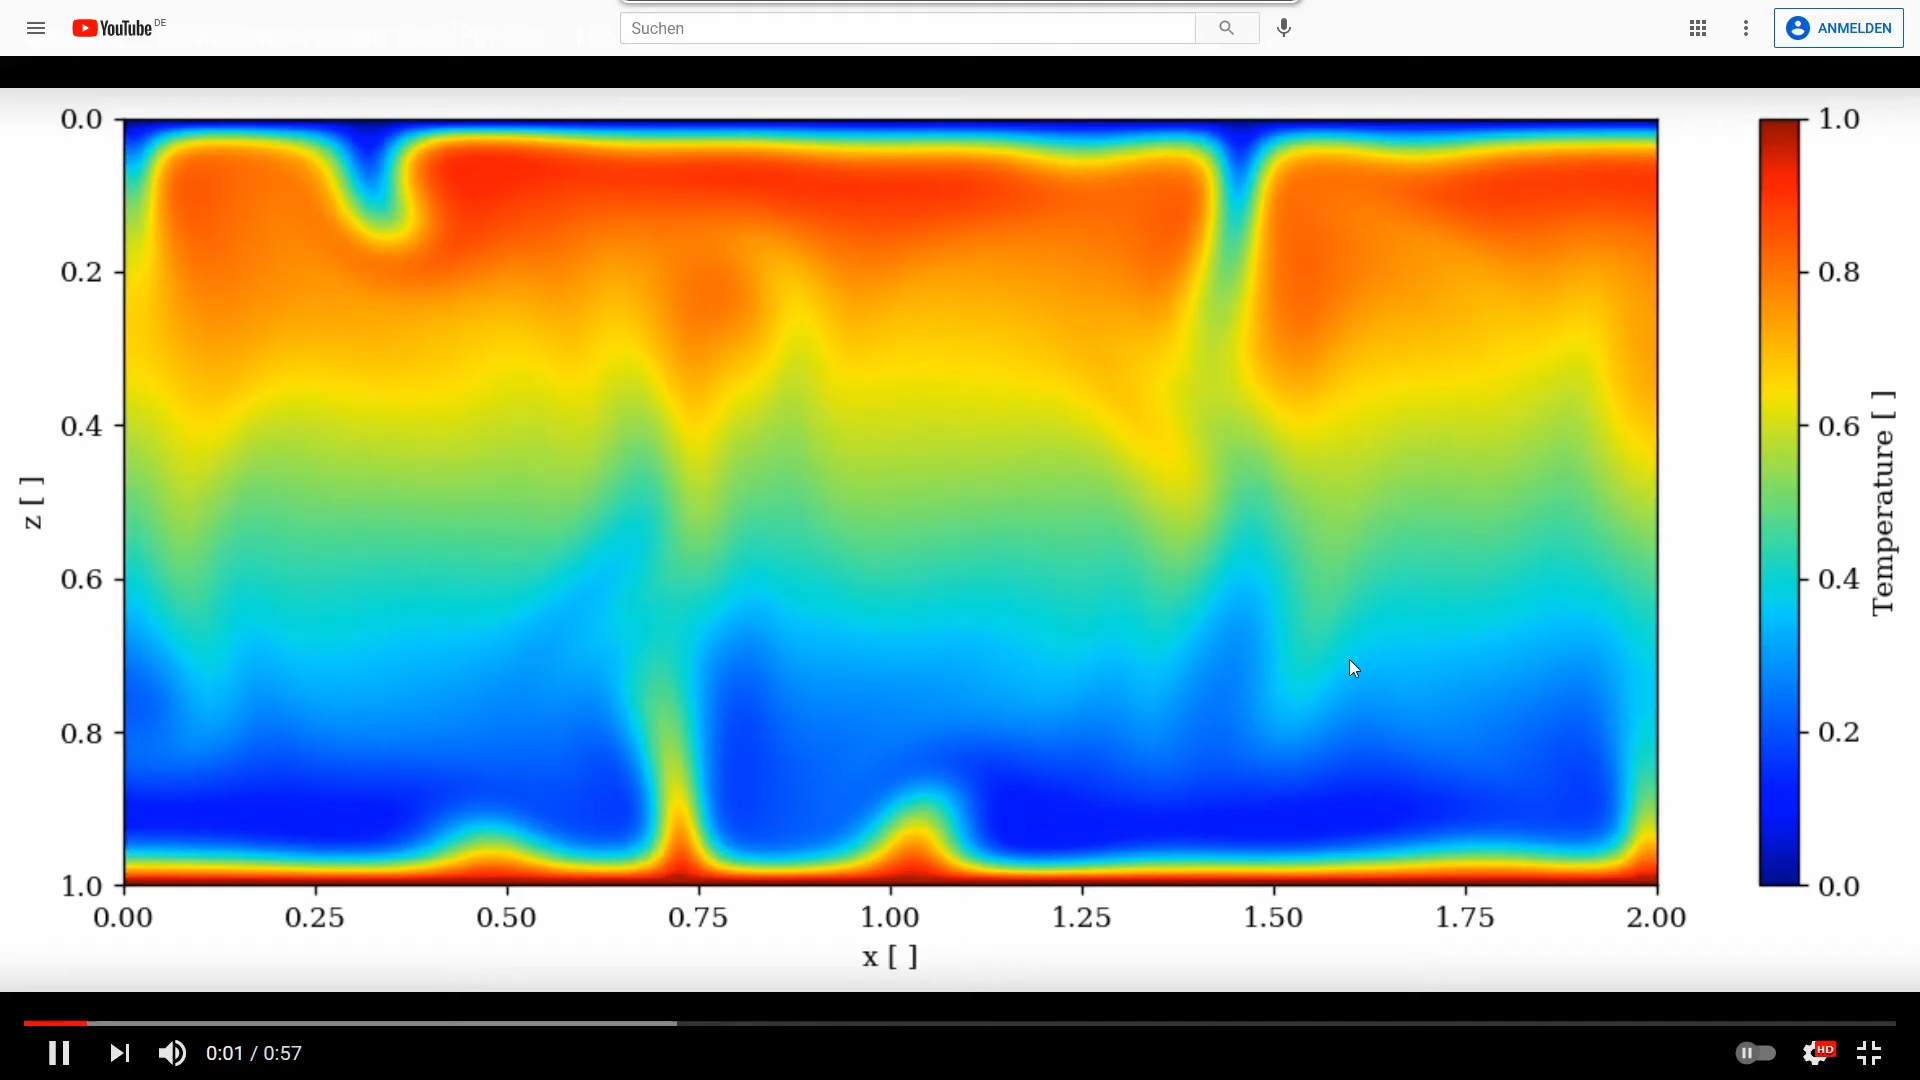 YouTube DE
Suchen
ANMELDEN
0.0
0.2
0.4
0.6
0.8
1.0
z [ ]
0.00 0.25 0.50 0.75 1.00 1.25 1.50 1.75 2.00
x [ ]
1.0
0.8
0.6
0.4
0.2
0.0
Temperature [ ]
0:01 / 0:57
HD